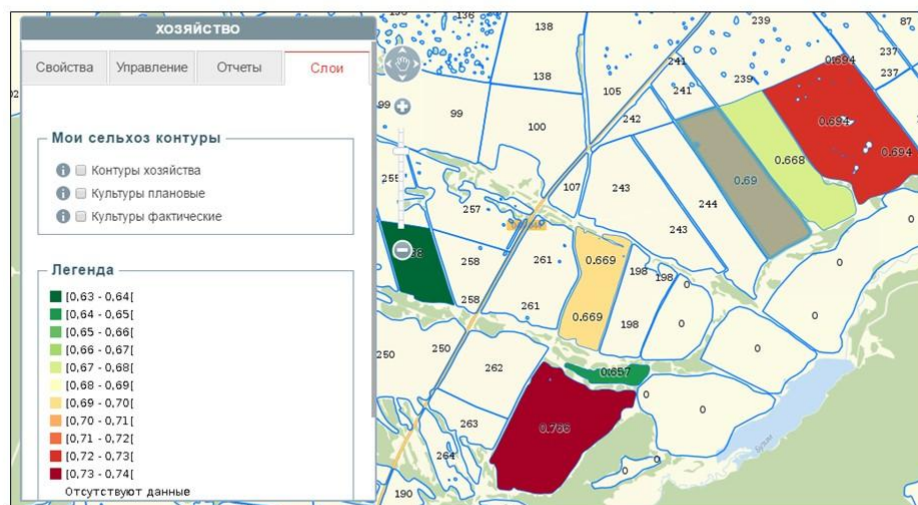 ХОЗЯЙСТВО
Свойства
Управление
Отчеты
Слои
Мои сельхоз контуры
Контуры хозяйства
Культуры плановые
Культуры фактические
Легенда
[0,63 - 0,64[
[0,64 - 0,65[
[0,65 - 0,66[
[0,66 - 0,67[
[0,67 - 0,68[
[0,68 - 0,69[
[0,69 - 0,70[
[0,70 - 0,71[
[0,71 - 0,72[
[0,72 - 0,73[
[0,73 - 0,74[
Отсутствуют данные
136
138
239
87
237
241
0.694
138
105
241
239
237
99
99
100
242
0.694
0.694
0.668
107
243
0.69
244
257
243
0
258
261
0.669
198
198
0
258
261
0.669
198
0
0
250
250
262
0.657
0
0
0
263
0
264
0
0
190